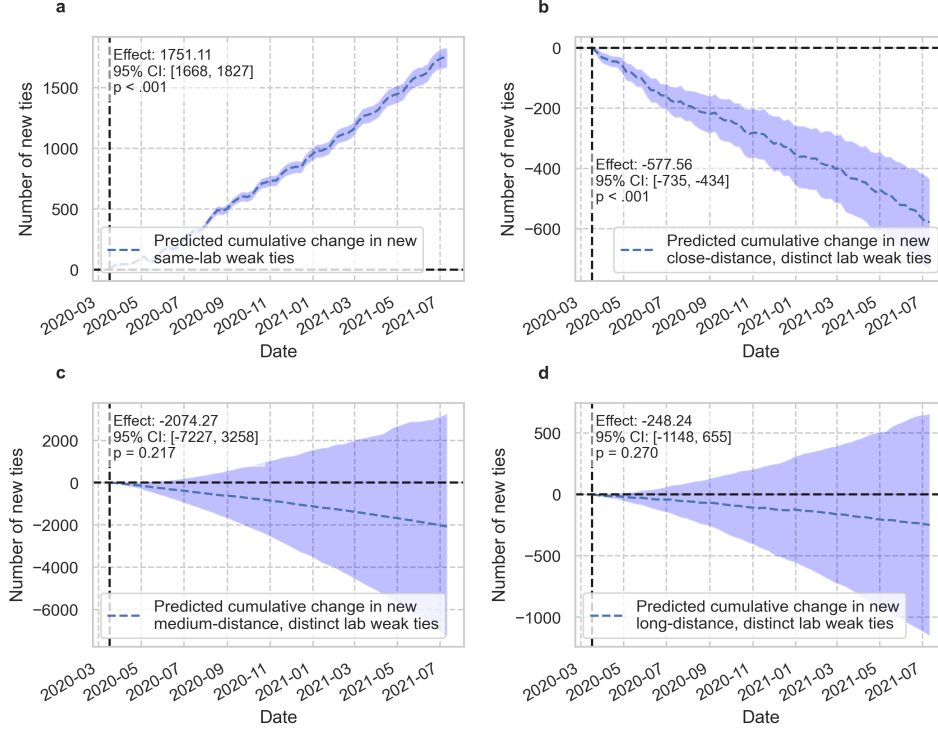 a
Number of new ties
1500
1000
500
0
Effect: 1751.11
95% CI: [1668, 1827]
p < .001
Predicted cumulative change in new
same-lab weak ties
2020-03
2020-05
2020-07
2020-09
2020-11
2021-01
2021-03
2021-05
2021-07
Date
b
Number of new ties
0
−200
−400
−600
Effect: -577.56
95% CI: [-735, -434]
p < .001
Predicted cumulative change in new
close-distance, distinct lab weak ties
2020-03
2020-05
2020-07
2020-09
2020-11
2021-01
2021-03
2021-05
2021-07
Date
c
Number of new ties
2000
0
−2000
−4000
−6000
Effect: -2074.27
95% CI: [-7227, 3258]
p = 0.217
Predicted cumulative change in new
medium-distance, distinct lab weak ties
2020-03
2020-05
2020-07
2020-09
2020-11
2021-01
2021-03
2021-05
2021-07
Date
d
Number of new ties
500
0
−500
−1000
Effect: -248.24
95% CI: [-1148, 655]
p = 0.270
Predicted cumulative change in new
long-distance, distinct lab weak ties
2020-03
2020-05
2020-07
2020-09
2020-11
2021-01
2021-03
2021-05
2021-07
Date